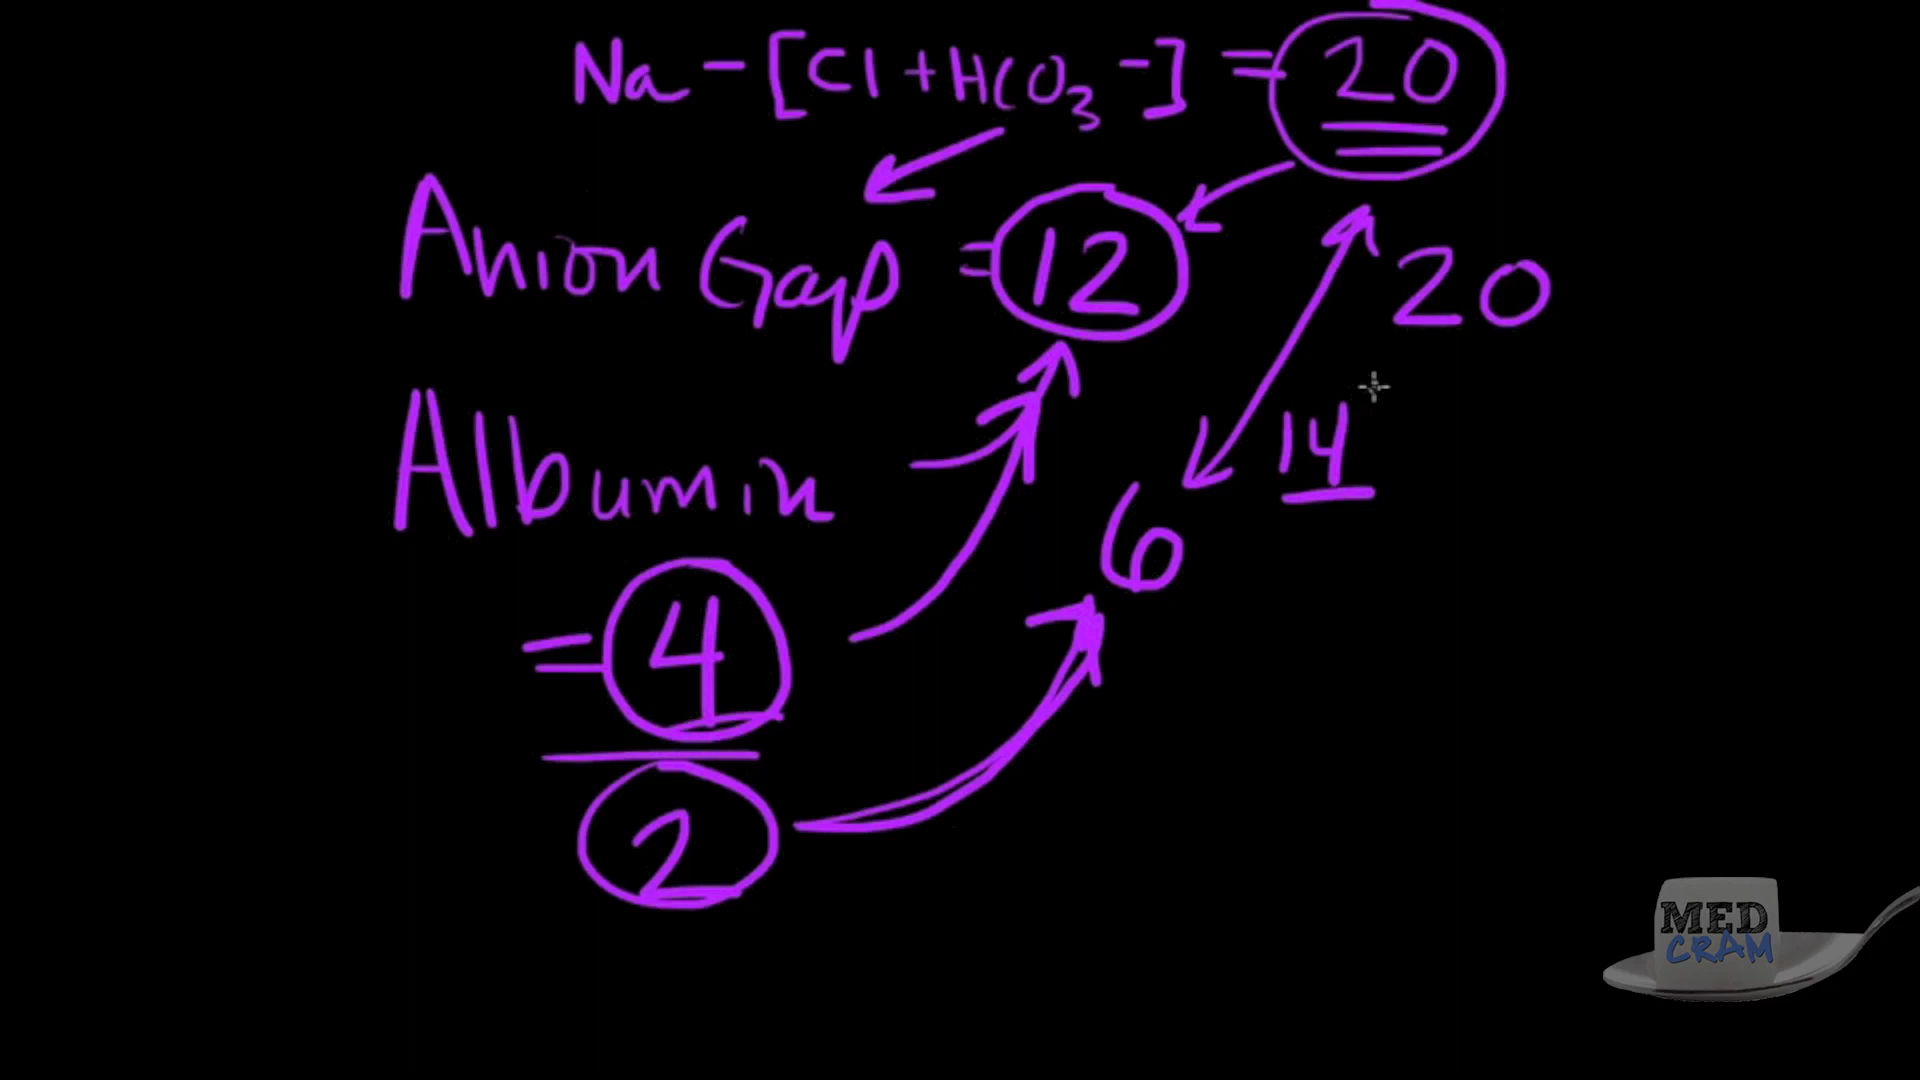 Na - [Cl + HCO3 -] = 20
Anion Gap = 12
20
Albumin
14
6
= 4
2
MED
CRAM